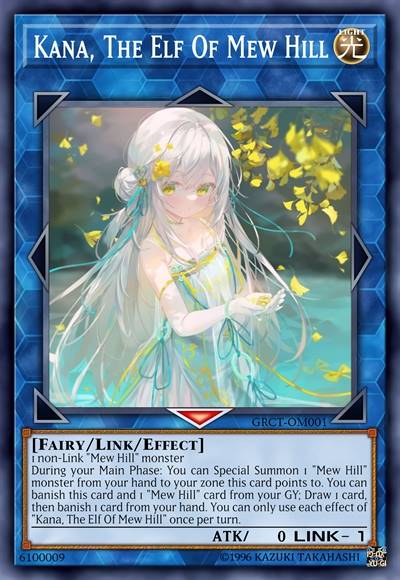 Kana, The Elf Of Mew Hill
LIGHT
光
GRCT-OM001
[Fairy/Link/Effect]
1 non-Link "Mew Hill" monster
During your Main Phase: You can Special Summon 1 "Mew Hill"
monster from your hand to your zone this card points to. You can
banish this card and 1 "Mew Hill" card from your GY; Draw 1 card,
then banish 1 card from your hand. You can only use each effect of
"Kana, The Elf Of Mew Hill" once per turn.
ATK/ 0 LINK-1
6100009 ©1996 KAZUKI TAKAHASHI